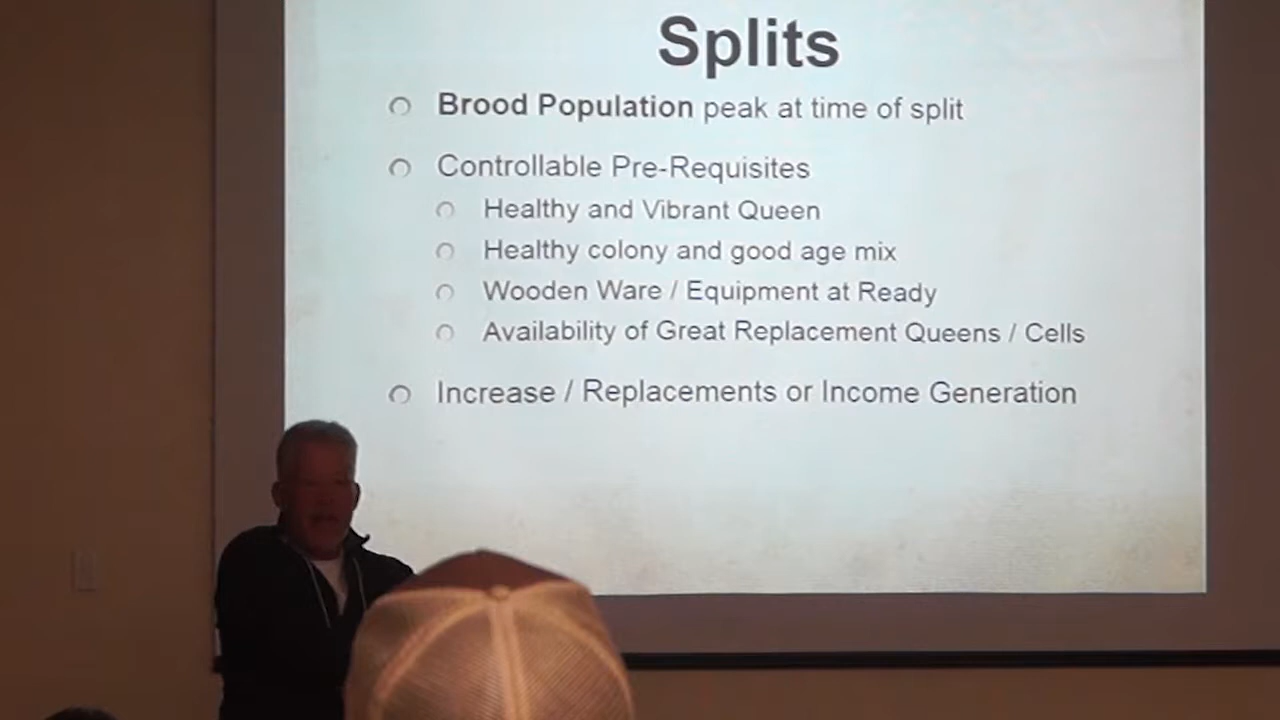 Splits
Brood Population peak at time of split
Controllable Pre-Requisites
Healthy and Vibrant Queen
Healthy colony and good age mix
Wooden Ware / Equipment at Ready
Availability of Great Replacement Queens / Cells
Increase / Replacements or Income Generation